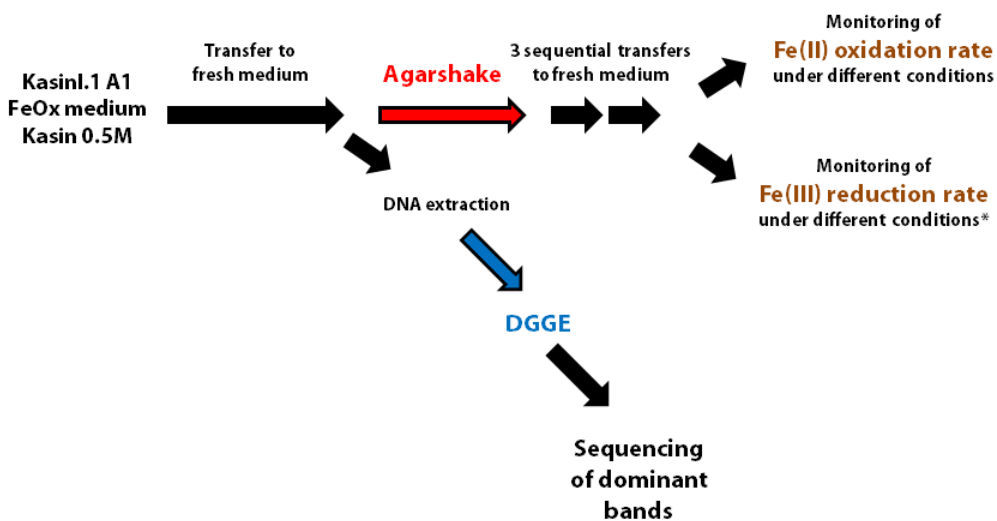 KasinI.1 A1
FeOx medium
Kasin 0.5M
Transfer to
fresh medium
Agarshake
3 sequential transfers
to fresh medium
Monitoring of
Fe(II) oxidation rate
under different conditions
Monitoring of
Fe(III) reduction rate
under different conditions*
DNA extraction
DGGE
Sequencing
of dominant
bands